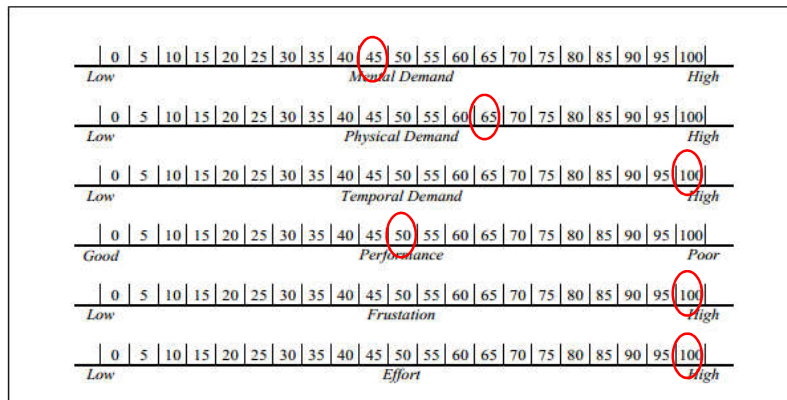 0 5 10 15 20 25 30 35 40 45 50 55 60 65 70 75 80 85 90 95 100
Low Mental Demand High
0 5 10 15 20 25 30 35 40 45 50 55 60 65 70 75 80 85 90 95 100
Low Physical Demand High
0 5 10 15 20 25 30 35 40 45 50 55 60 65 70 75 80 85 90 95 100
Low Temporal Demand High
0 5 10 15 20 25 30 35 40 45 50 55 60 65 70 75 80 85 90 95 100
Good Performance Poor
0 5 10 15 20 25 30 35 40 45 50 55 60 65 70 75 80 85 90 95 100
Low Frustation High
0 5 10 15 20 25 30 35 40 45 50 55 60 65 70 75 80 85 90 95 100
Low Effort High